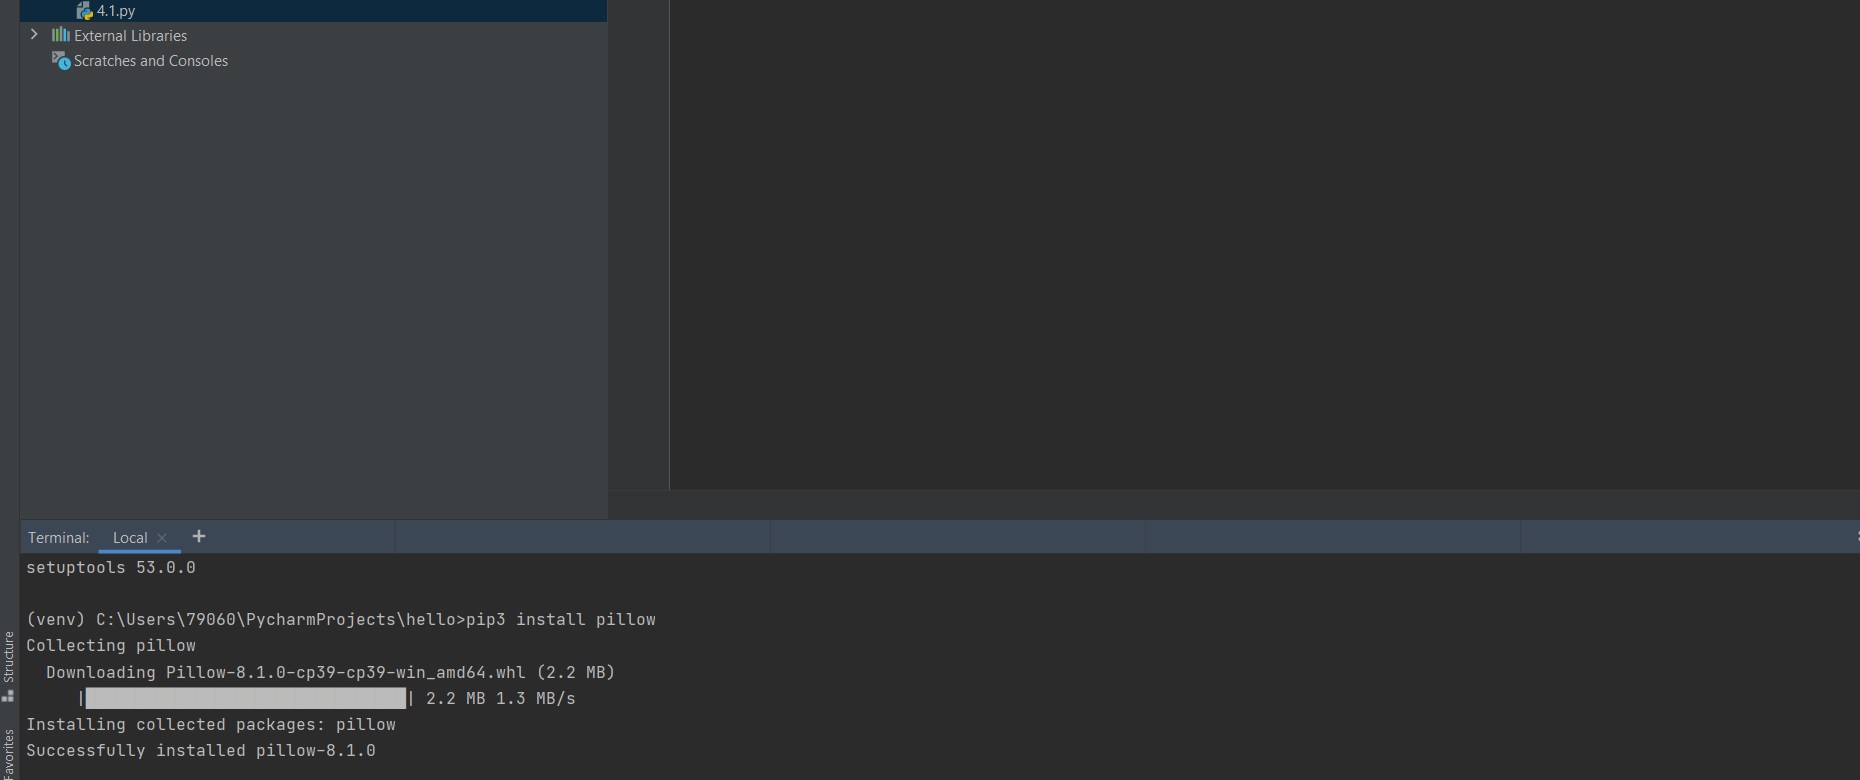 4.1.py
External Libraries
Scratches and Consoles
Terminal: Local × +
setuptools 53.0.0
(venv) C:\Users\79060\PycharmProjects\hello>pip3 install pillow
Collecting pillow
Downloading Pillow-8.1.0-cp39-cp39-win_amd64.whl (2.2 MB)
|████████████████████████████████| 2.2 MB 1.3 MB/s
Installing collected packages: pillow
Successfully installed pillow-8.1.0
Structure
Favorites